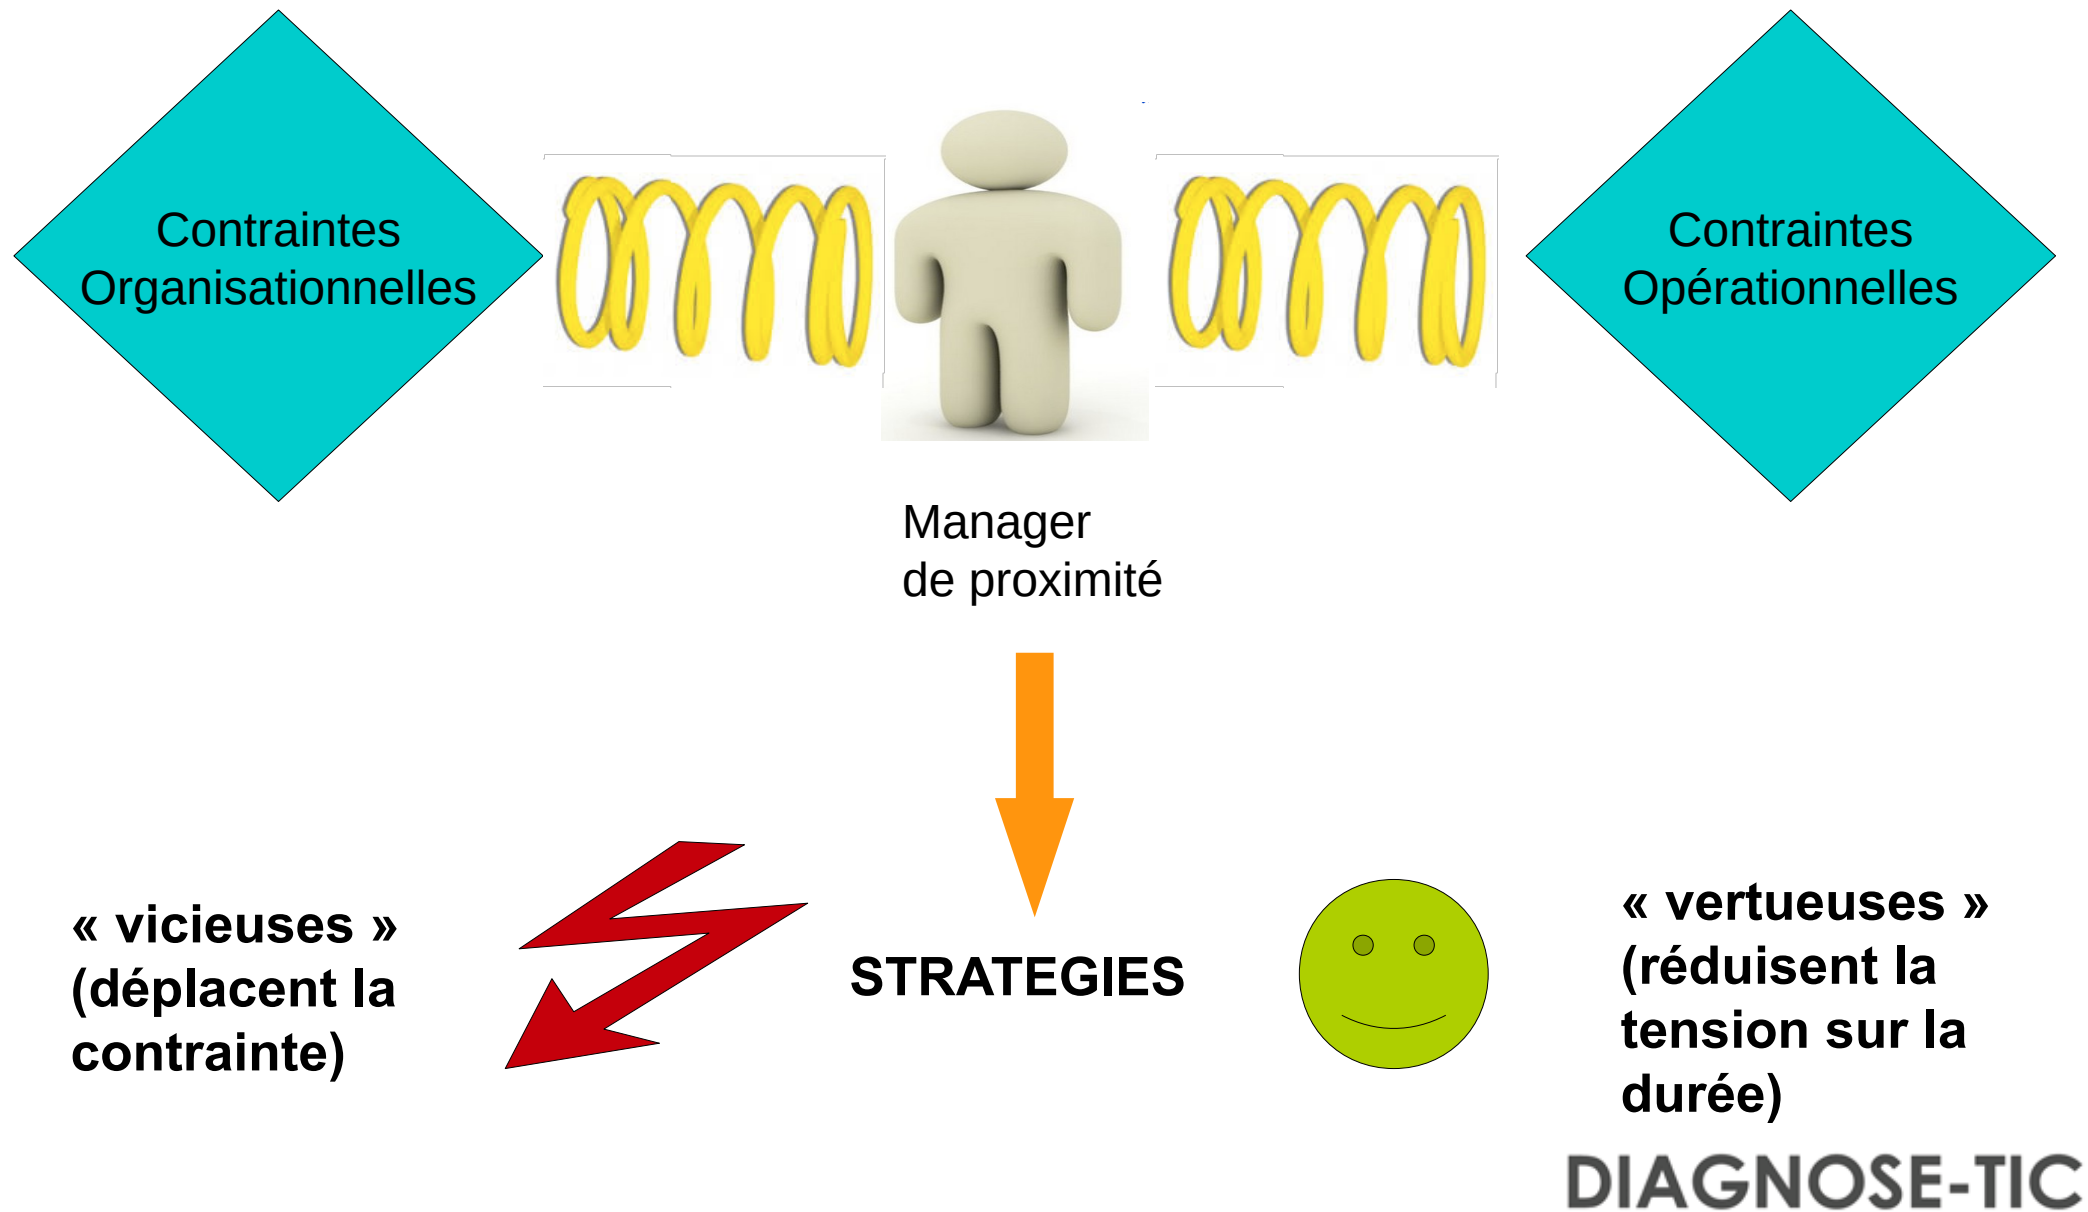 Contraintes
Organisationnelles
Contraintes
Opérationnelles
Manager
de proximité
« vicieuses »
(déplacent la
contrainte)
STRATEGIES
« vertueuses »
(réduisent la
tension sur la
durée)
DIAGNOSE-TIC